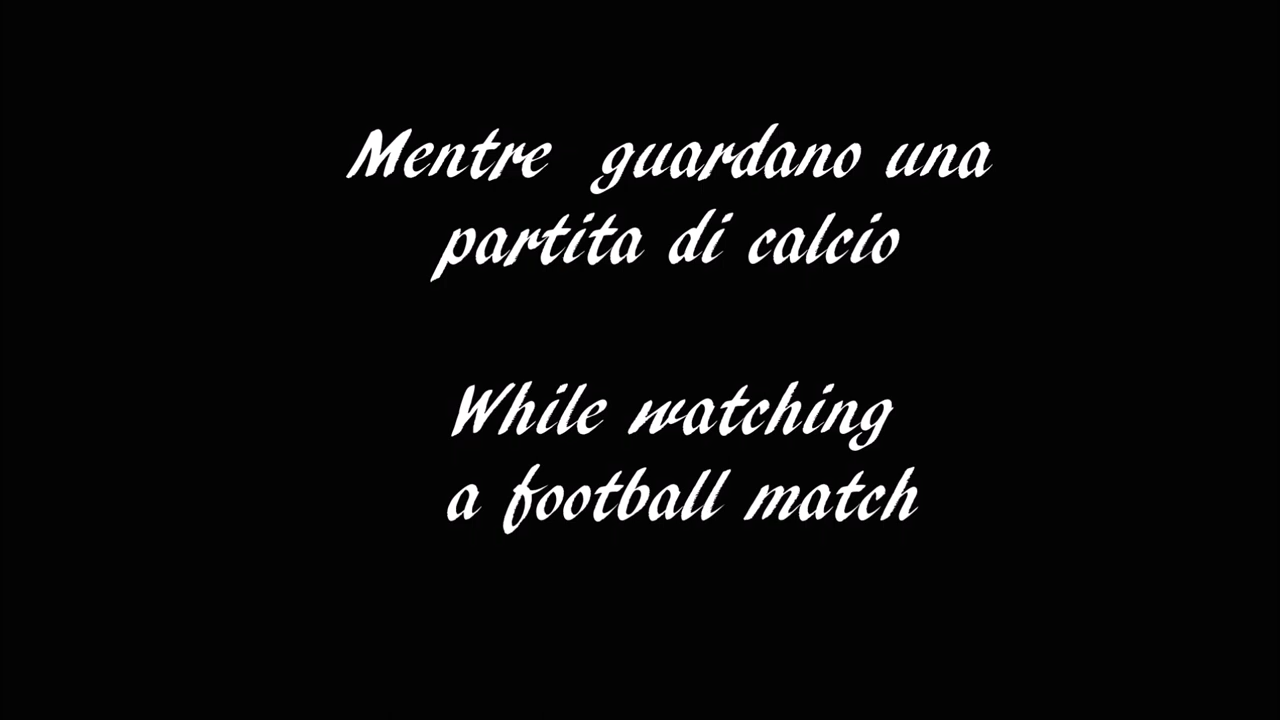 Mentre guardano una
partita di calcio
While watching
a football match